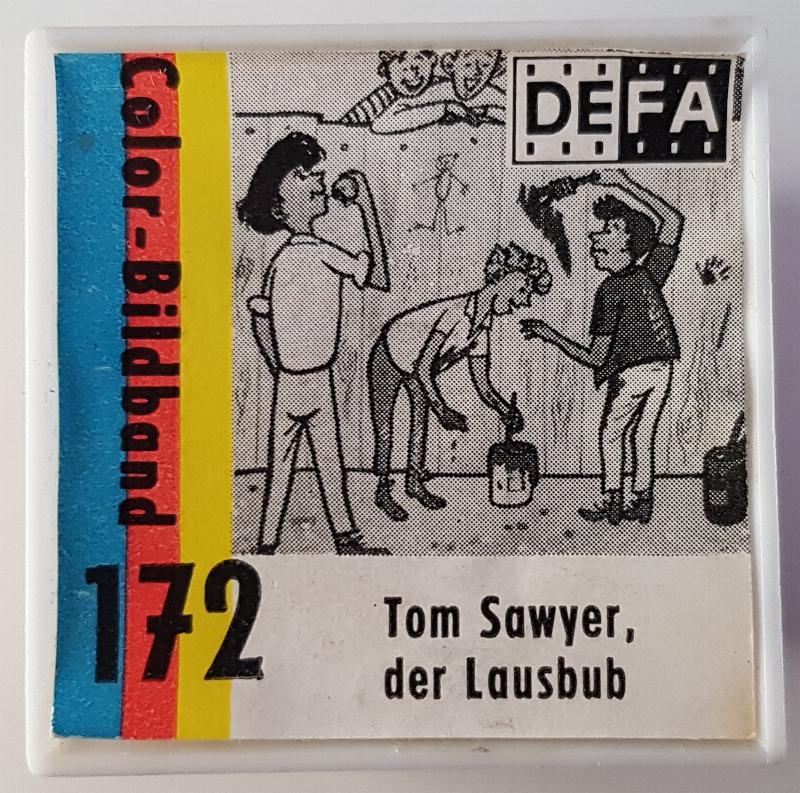 DEFA
Color-Bildband
172
Tom Sawyer,
der Lausbub